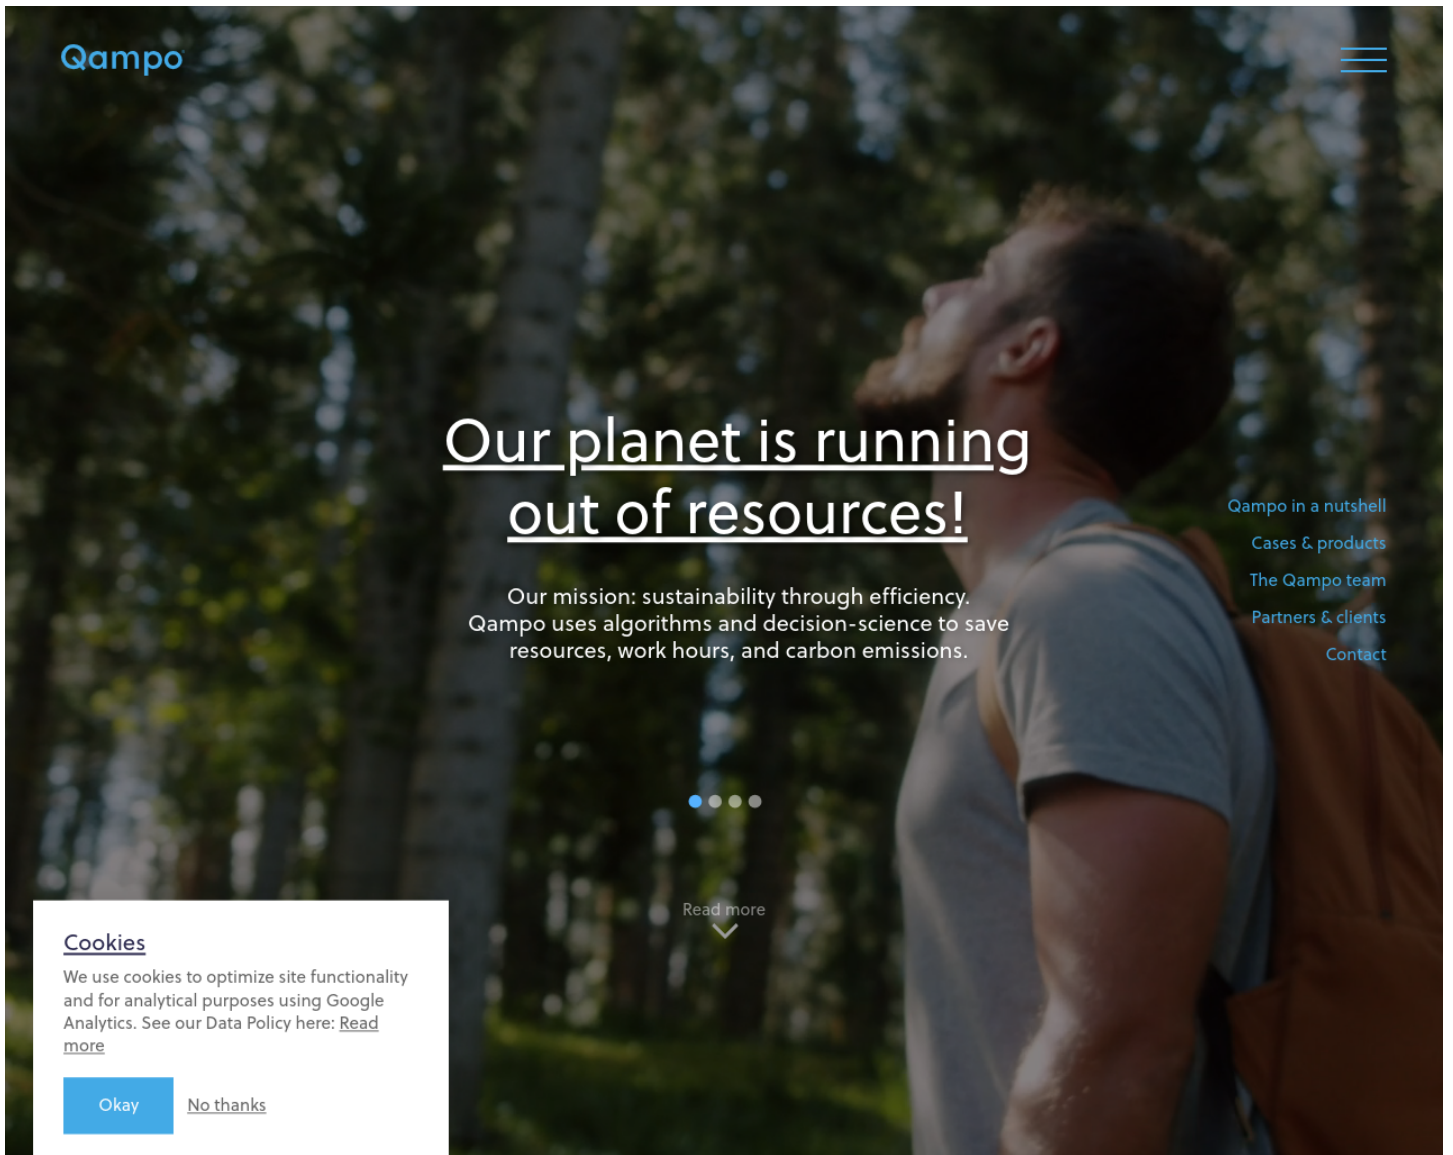 Qampo
Our planet is running
out of resources!
Our mission: sustainability through efficiency.
Qampo uses algorithms and decision-science to save
resources, work hours, and carbon emissions.
Qampo in a nutshell
Cases & products
The Qampo team
Partners & clients
Contact
Read more
Cookies
We use cookies to optimize site functionality
and for analytical purposes using Google
Analytics. See our Data Policy here: Read
more
Okay
No thanks